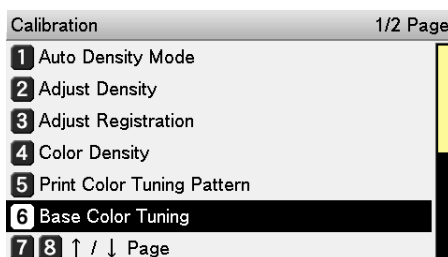 Calibration 1/2 Page
1 Auto Density Mode
2 Adjust Density
3 Adjust Registration
4 Color Density
5 Print Color Tuning Pattern
6 Base Color Tuning
7 8 ↑ / ↓ Page